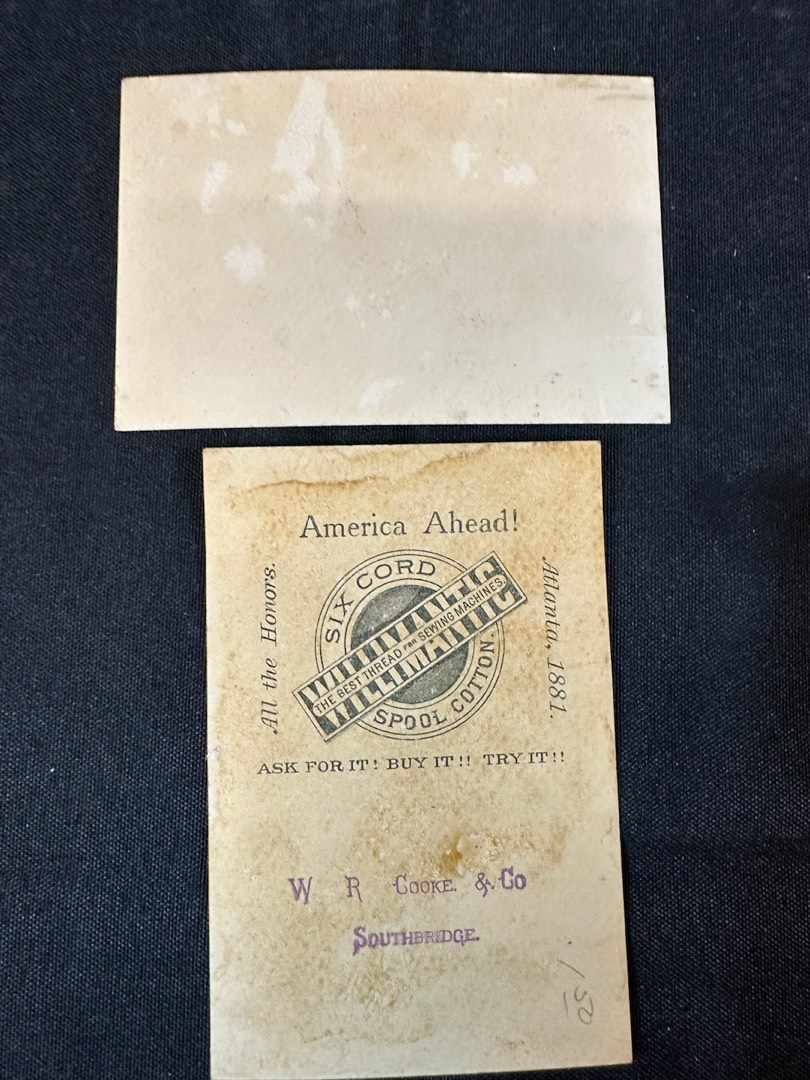 America Ahead!
All the Honors.
Atlanta, 1881.
SIX CORD
WILLIMANTIC
THE BEST THREAD FOR SEWING MACHINES.
WILLIMANTIC
SPOOL COTTON.
ASK FOR IT! BUY IT!! TRY IT!!
W R COOKE. & Co
SOUTHBRIDGE.